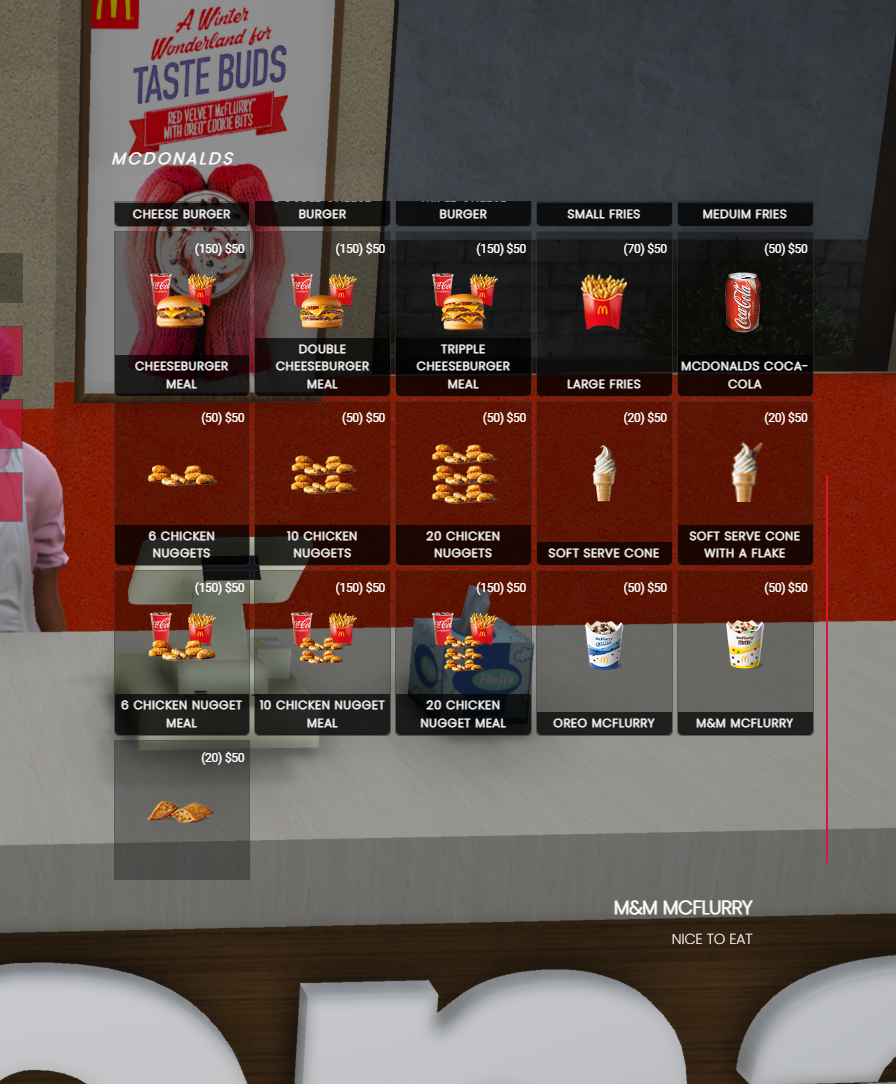 A Winter
Wonderland for
TASTE BUDS
RED VELVET McFLURRY™
WITH OREO® COOKIE BITS
MCDONALDS
CHEESE BURGER
BURGER
BURGER
SMALL FRIES
MEDUIM FRIES
(150) $50
(150) $50
(150) $50
(70) $50
(50) $50
CHEESEBURGER
MEAL
DOUBLE
CHEESEBURGER
MEAL
TRIPPLE
CHEESEBURGER
MEAL
LARGE FRIES
MCDONALDS COCA-
COLA
(50) $50
(50) $50
(50) $50
(20) $50
(20) $50
6 CHICKEN
NUGGETS
10 CHICKEN
NUGGETS
20 CHICKEN
NUGGETS
SOFT SERVE CONE
SOFT SERVE CONE
WITH A FLAKE
(150) $50
(150) $50
(150) $50
(50) $50
(50) $50
6 CHICKEN NUGGET
MEAL
10 CHICKEN NUGGET
MEAL
20 CHICKEN
NUGGET MEAL
OREO MCFLURRY
M&M MCFLURRY
Fluffs
(20) $50
M&M MCFLURRY
NICE TO EAT